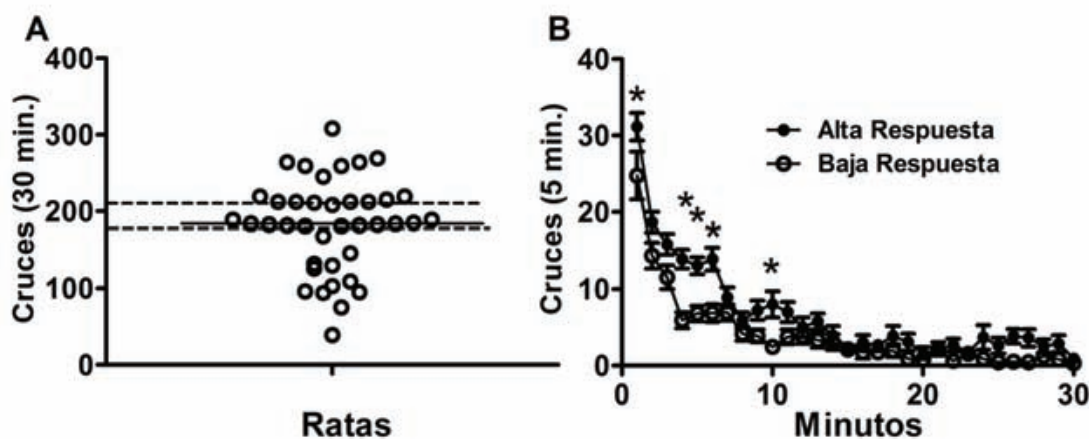 A
Cruces (30 min.)
400
300
200
100
0
Ratas
B
Cruces (5 min.)
40
30
20
10
0
*
*
*
*
*
Alta Respuesta
Baja Respuesta
0 10 20 30
Minutos